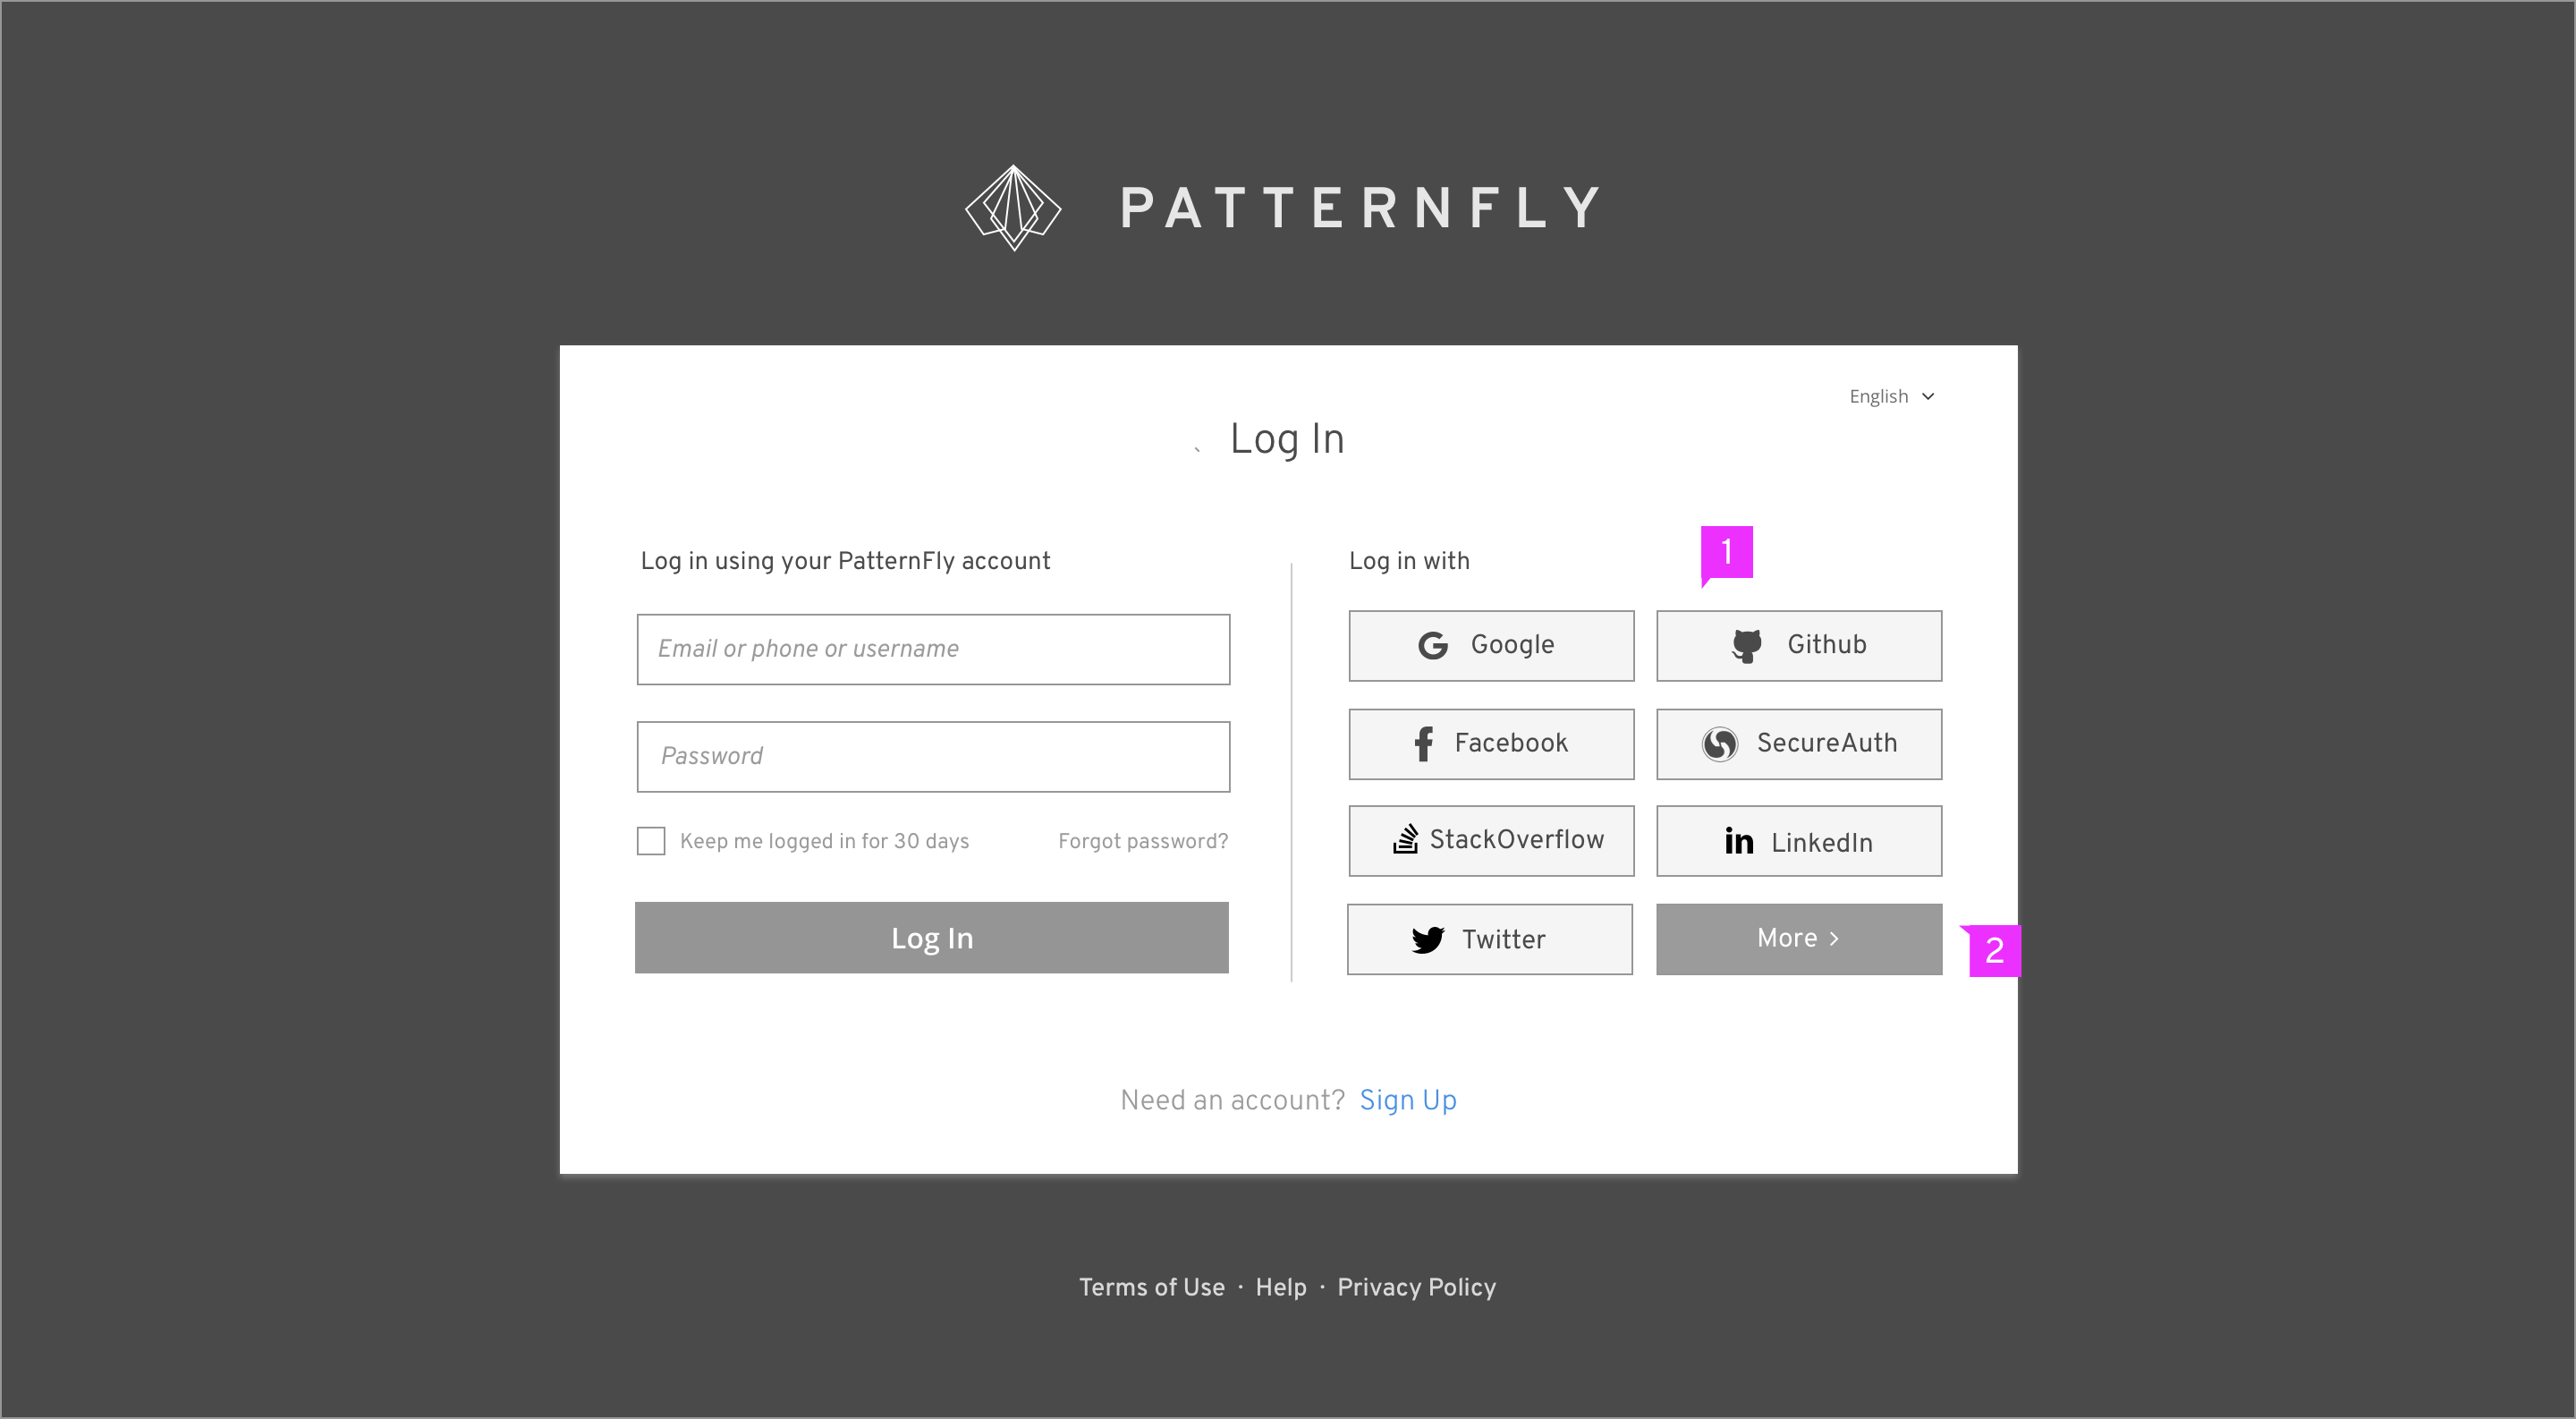 PATTERNFLY
English
Log In
Log in using your PatternFly account
Email or phone or username
Password
Keep me logged in for 30 days
Forgot password?
Log In
Log in with
1
Google
Github
Facebook
SecureAuth
StackOverflow
in LinkedIn
Twitter
More >
2
Need an account? Sign Up
Terms of Use · Help · Privacy Policy